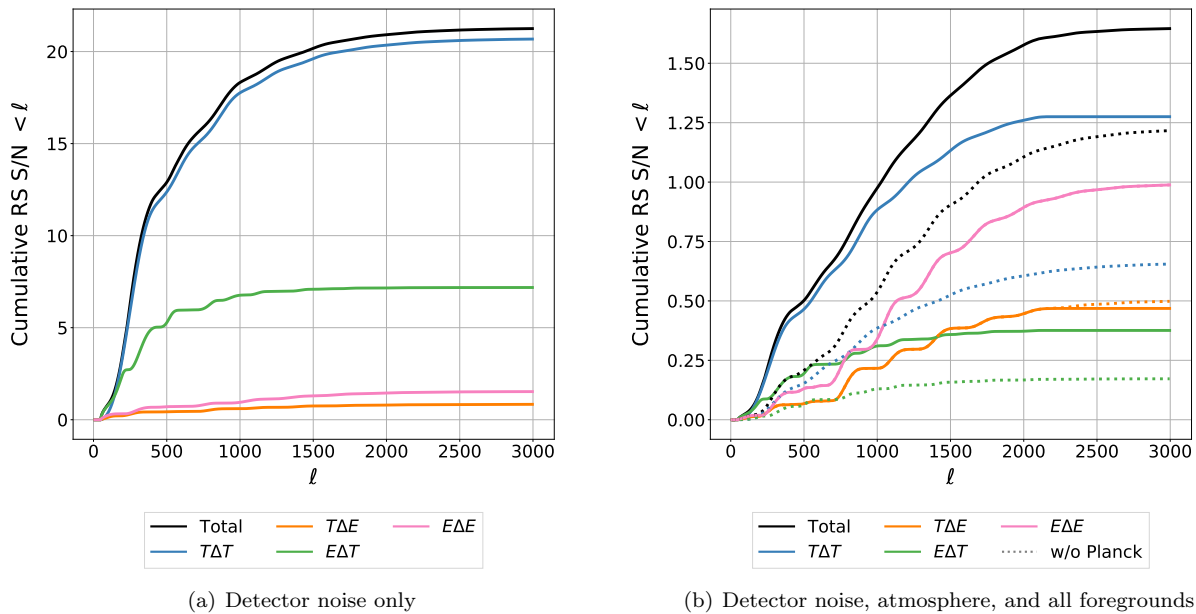 Cumulative RS S/N < ℓ
20
15
10
5
0
0 500 1000 1500 2000 2500 3000
ℓ
Total TΔE EΔE
TΔT EΔT
(a) Detector noise only
Cumulative RS S/N < ℓ
1.50
1.25
1.00
0.75
0.50
0.25
0.00
0 500 1000 1500 2000 2500 3000
ℓ
Total TΔE EΔE
TΔT EΔT w/o Planck
(b) Detector noise, atmosphere, and all foregrounds